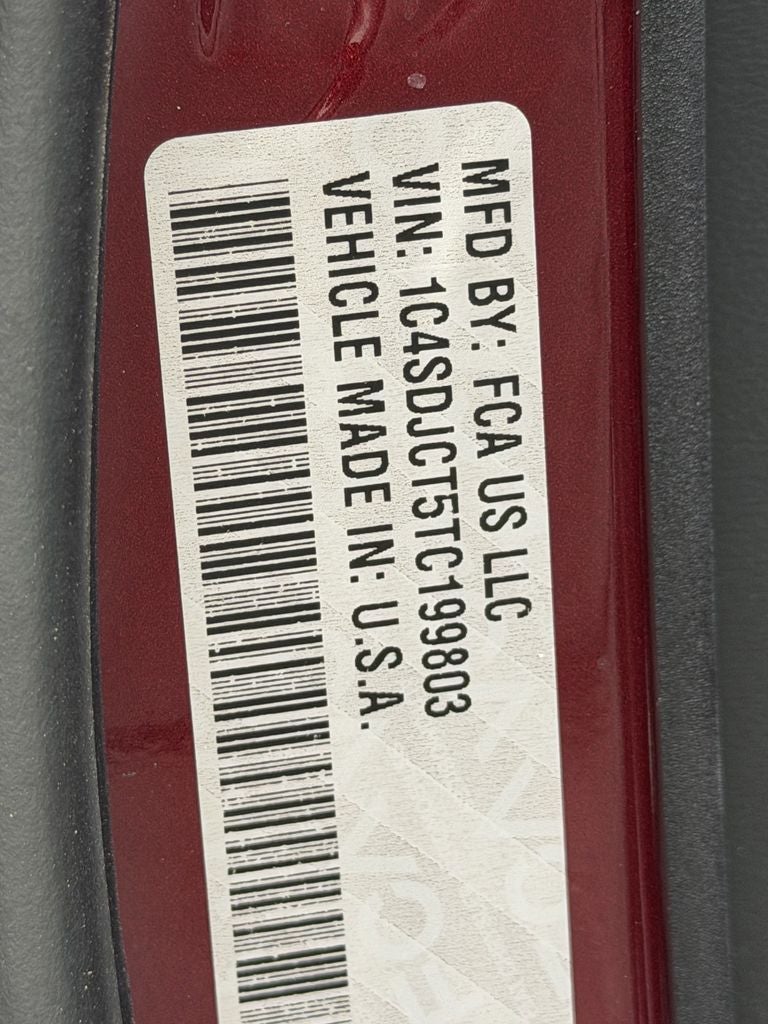 MFD BY: FCA US LLC
VIN: 1C4SDJCT5TC199803
VEHICLE MADE IN: U.S.A.